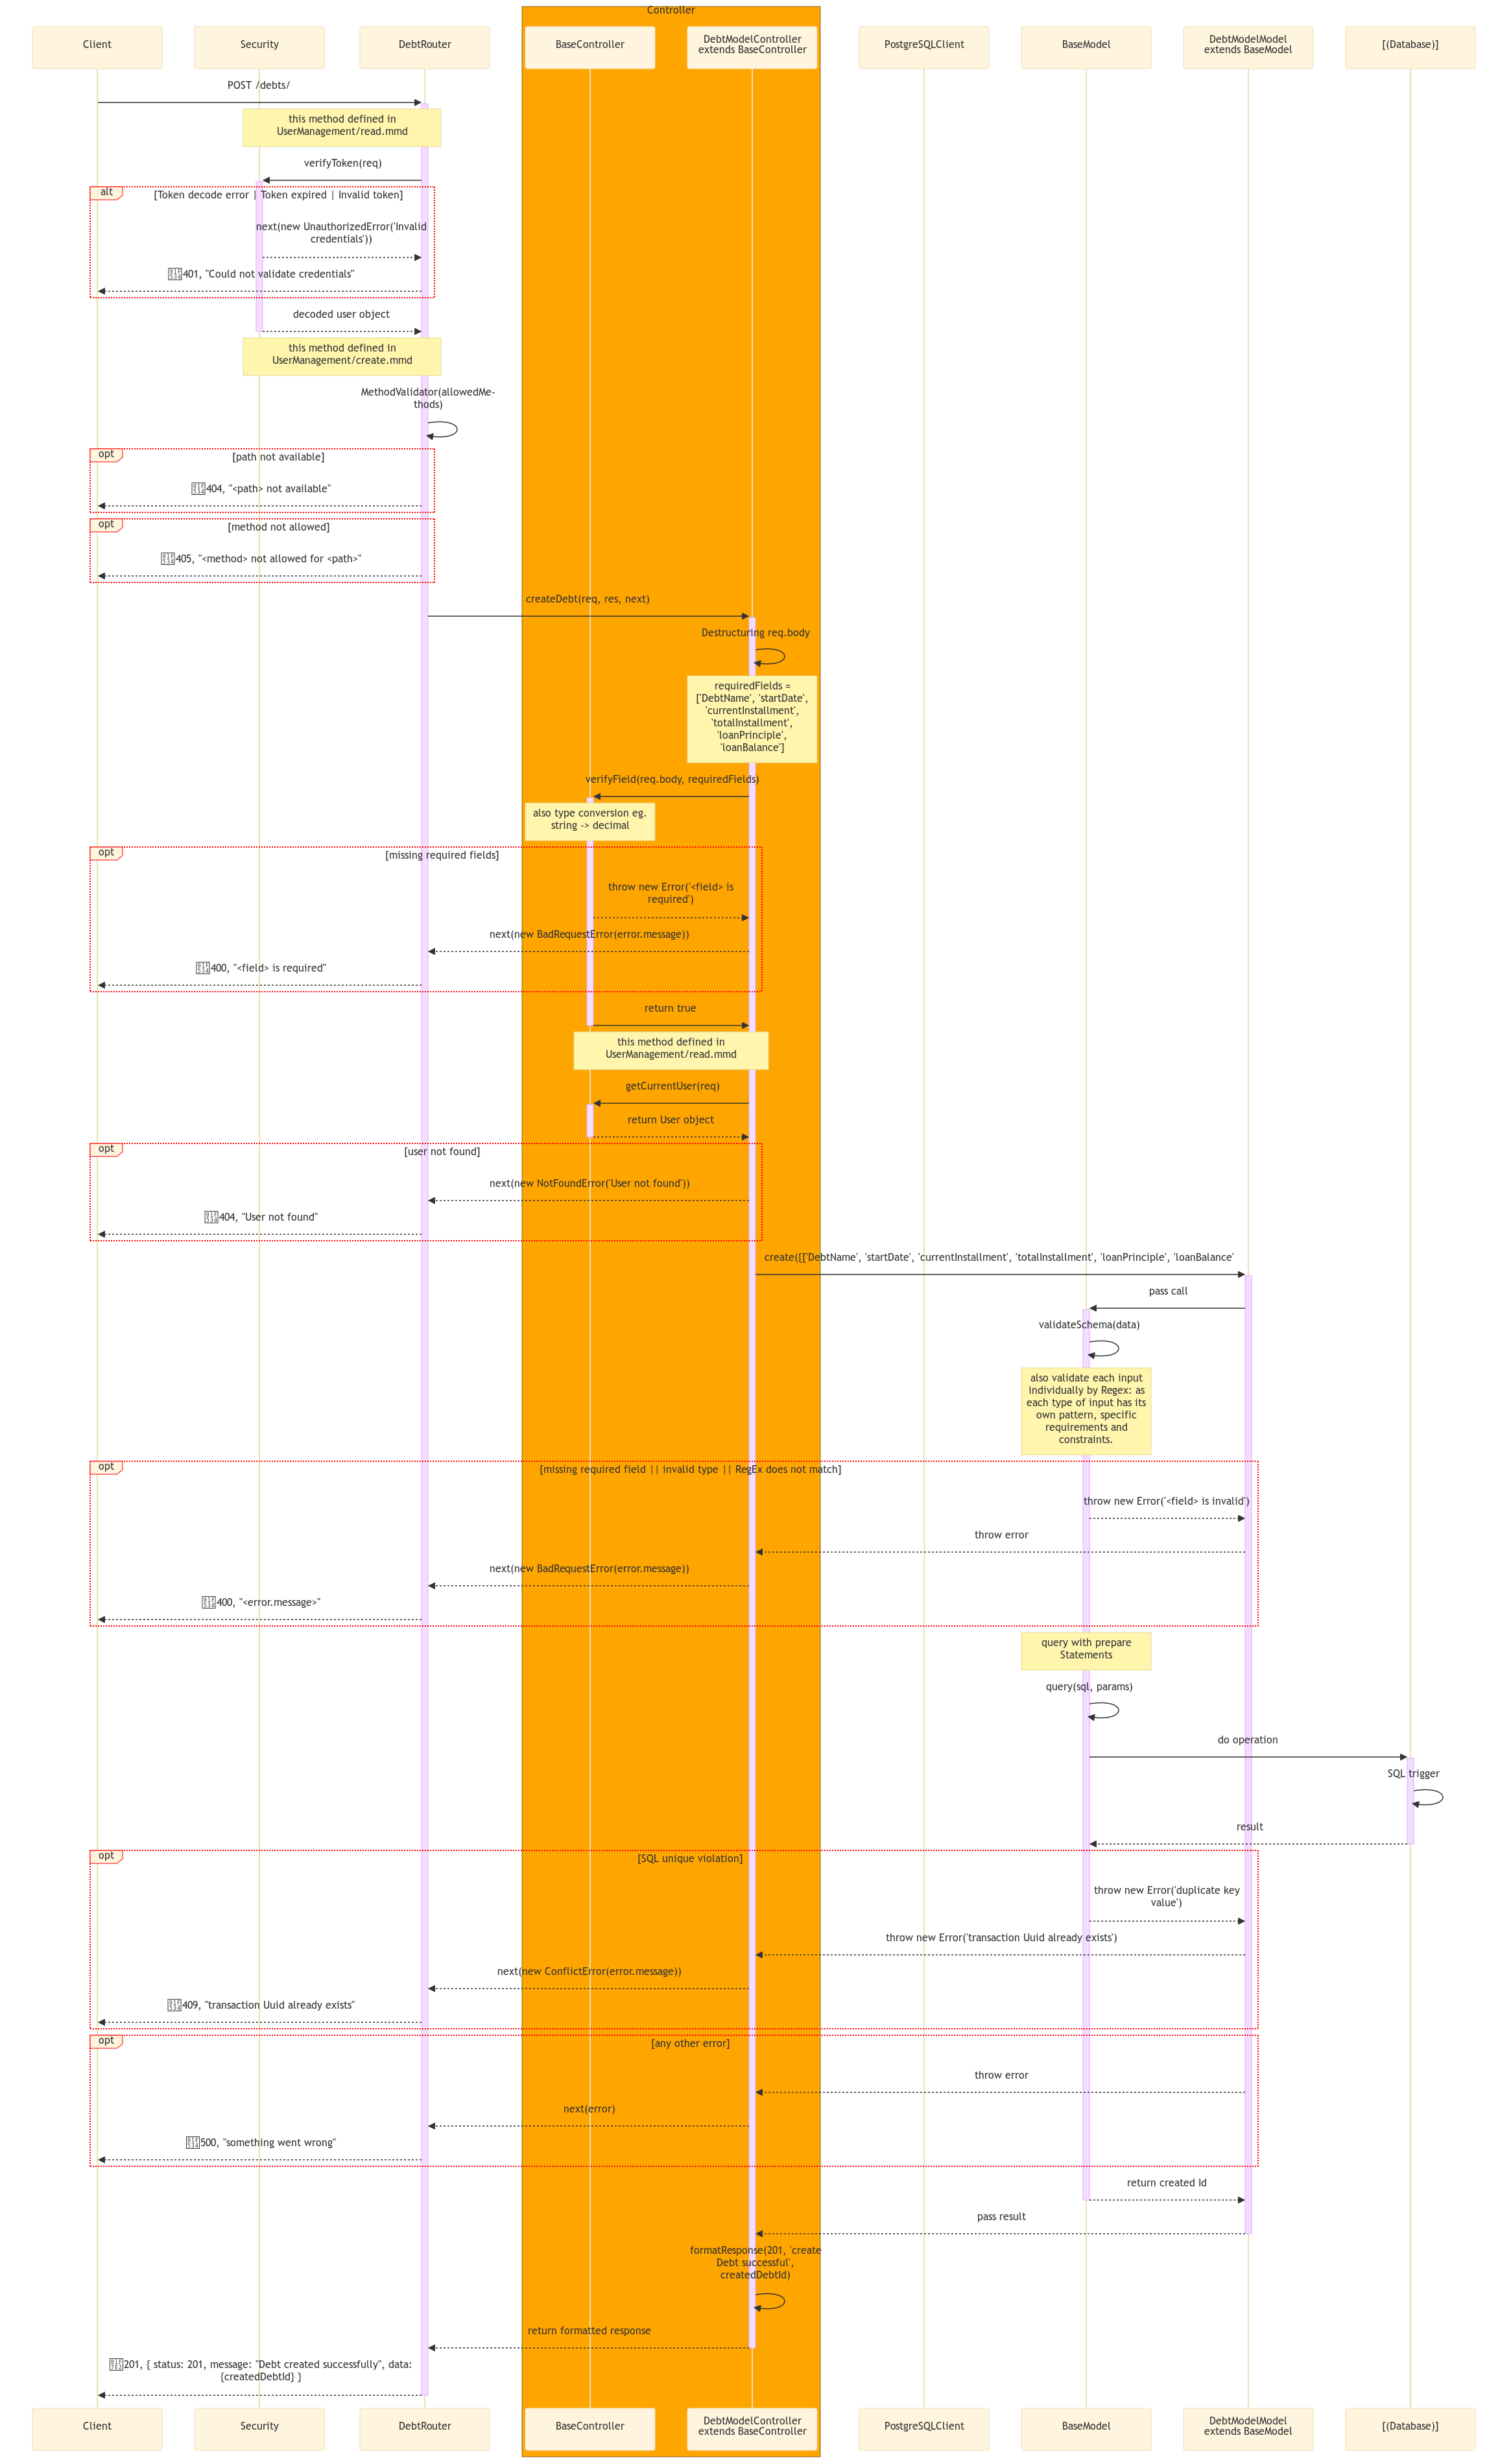 Controller
Client
Security
DebtRouter
BaseController
DebtModelController
extends BaseController
PostgreSQLClient
BaseModel
DebtModelModel
extends BaseModel
[(Database)]
POST /debts/
this method defined in
UserManagement/read.mmd
verifyToken(req)
alt
[Token decode error | Token expired | Invalid token]
next(new UnauthorizedError('Invalid
credentials'))
401, "Could not validate credentials"
decoded user object
this method defined in
UserManagement/create.mmd
MethodValidator(allowedMe-
thods)
opt
[path not available]
404, "<path> not available"
opt
[method not allowed]
405, "<method> not allowed for <path>"
createDebt(req, res, next)
Destructuring req.body
requiredFields =
['DebtName', 'startDate',
'currentInstallment',
'totalInstallment',
'loanPrinciple',
'loanBalance']
verifyField(req.body, requiredFields)
also type conversion eg.
string -> decimal
opt
[missing required fields]
throw new Error('<field> is
required')
next(new BadRequestError(error.message))
400, "<field> is required"
return true
this method defined in
UserManagement/read.mmd
getCurrentUser(req)
return User object
opt
[user not found]
next(new NotFoundError('User not found'))
404, "User not found"
create([['DebtName', 'startDate', 'currentInstallment', 'totalInstallment', 'loanPrinciple', 'loanBalance'
pass call
validateSchema(data)
also validate each input
individually by Regex: as
each type of input has its
own pattern, specific
requirements and
constraints.
opt
[missing required field || invalid type || RegEx does not match]
throw new Error('<field> is invalid')
throw error
next(new BadRequestError(error.message))
400, "<error.message>"
query with prepare
Statements
query(sql, params)
do operation
SQL trigger
result
opt
[SQL unique violation]
throw new Error('duplicate key
value')
throw new Error('transaction Uuid already exists')
next(new ConflictError(error.message))
409, "transaction Uuid already exists"
opt
[any other error]
throw error
next(error)
500, "something went wrong"
return created Id
pass result
formatResponse(201, 'create
Debt successful',
createdDebtId)
return formatted response
201, { status: 201, message: "Debt created successfully", data:
{createdDebtId} }
Client
Security
DebtRouter
BaseController
DebtModelController
extends BaseController
PostgreSQLClient
BaseModel
DebtModelModel
extends BaseModel
[(Database)]